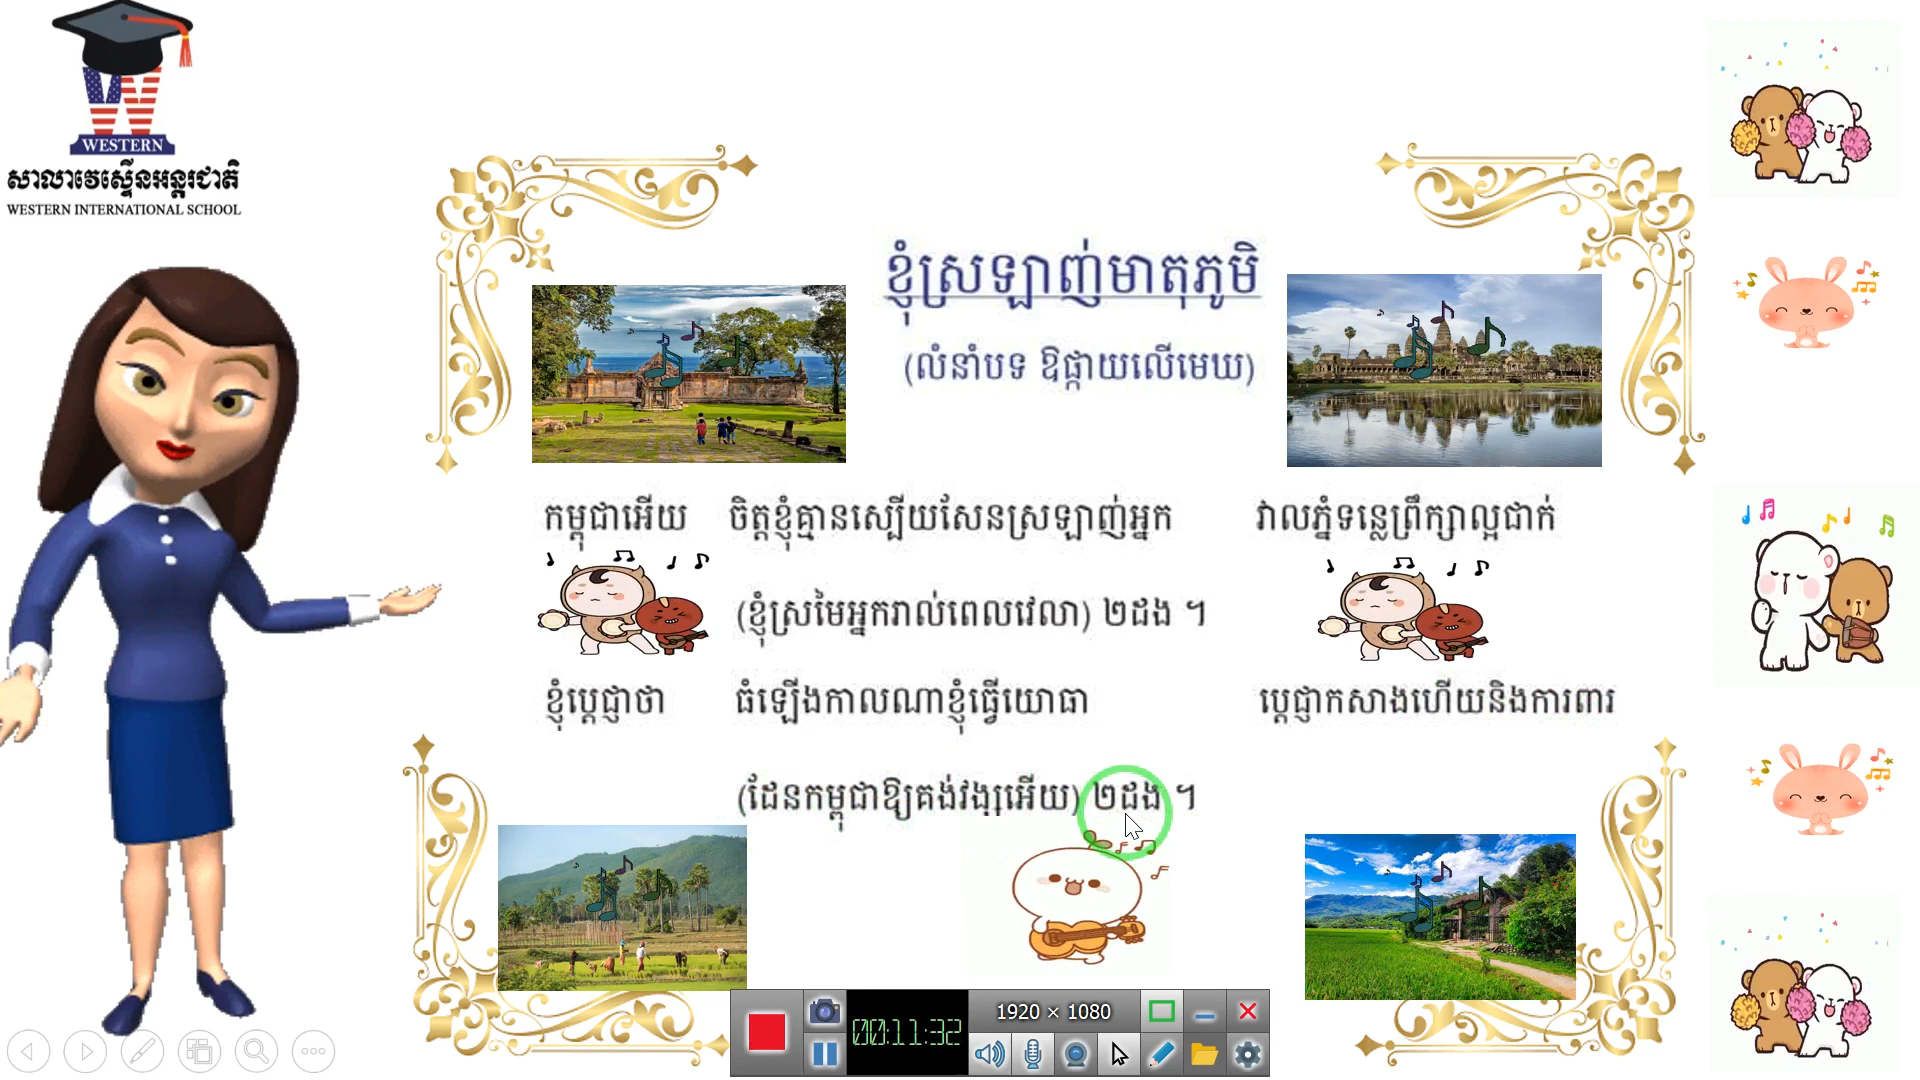 WESTERN
សាលាវេស្ទើនអន្តរជាតិ
WESTERN INTERNATIONAL SCHOOL
ខ្ញុំស្រឡាញ់មាតុភូមិ
(លំនាំបទ ឱផ្កាយលើមេឃ)
កម្ពុជាអើយ ចិត្តខ្ញុំគ្មានស្បើយសែនស្រឡាញ់អ្នក វាលភ្នំទន្លេព្រឹក្សាល្អជាក់
(ខ្ញុំស្រមៃអ្នករាល់ពេលវេលា) ២ដង ។
ខ្ញុំប្ដេជ្ញាថា ធំឡើងកាលណាខ្ញុំធ្វើយោធា ប្ដេជ្ញាកសាងហើយនិងការពារ
(ដែនកម្ពុជាឱ្យគង់វង្សអើយ) ២ដង ។
1920 × 1080
00:11:32